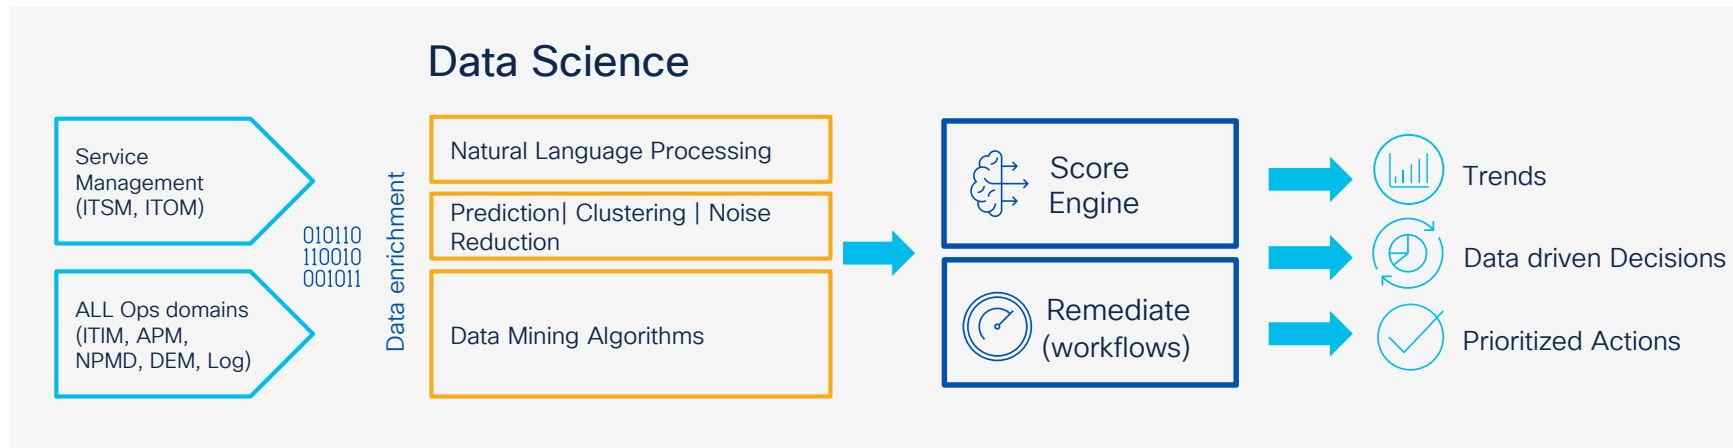 Data Science
Service
Management
(ITSM, ITOM)
ALL Ops domains
(ITIM, APM,
NPMD, DEM, Log)
010110
110010
001011
Data enrichment
Natural Language Processing
Prediction| Clustering | Noise
Reduction
Data Mining Algorithms
Score
Engine
Remediate
(workflows)
Trends
Data driven Decisions
Prioritized Actions